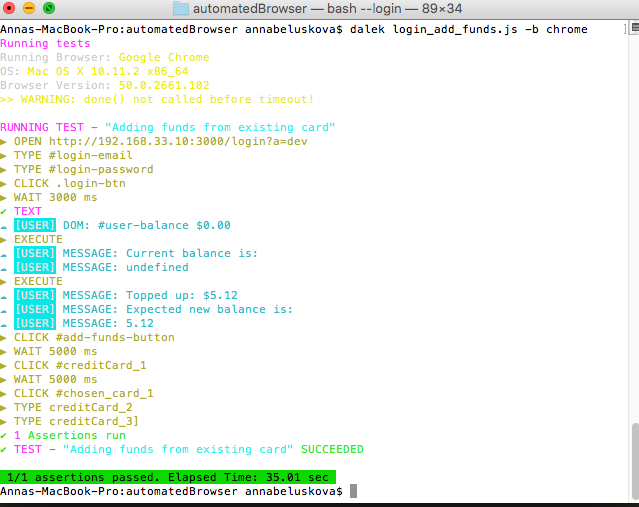 automatedBrowser — bash --login — 89×34
Annas-MacBook-Pro:automatedBrowser annabeluskova$ dalek login_add_funds.js -b chrome ]
Running tests
Running Browser: Google Chrome
OS: Mac OS X 10.11.2 x86_64
Browser Version: 50.0.2661.102
>> WARNING: done() not called before timeout!
RUNNING TEST - "Adding funds from existing card"
▶ OPEN http://192.168.33.10:3000/login?a=dev
▶ TYPE #login-email
▶ TYPE #login-password
▶ CLICK .login-btn
▶ WAIT 3000 ms
✔ TEXT
☁ [USER] DOM: #user-balance $0.00
▶ EXECUTE
☁ [USER] MESSAGE: Current balance is:
☁ [USER] MESSAGE: undefined
▶ EXECUTE
☁ [USER] MESSAGE: Topped up: $5.12
☁ [USER] MESSAGE: Expected new balance is:
☁ [USER] MESSAGE: 5.12
▶ CLICK #add-funds-button
▶ WAIT 5000 ms
▶ CLICK #creditCard_1
▶ WAIT 5000 ms
▶ CLICK #chosen_card_1
▶ TYPE creditCard_2
▶ TYPE creditCard_3]
✔ 1 Assertions run
✔ TEST - "Adding funds from existing card" SUCCEEDED
1/1 assertions passed. Elapsed Time: 35.01 sec
Annas-MacBook-Pro:automatedBrowser annabeluskova$